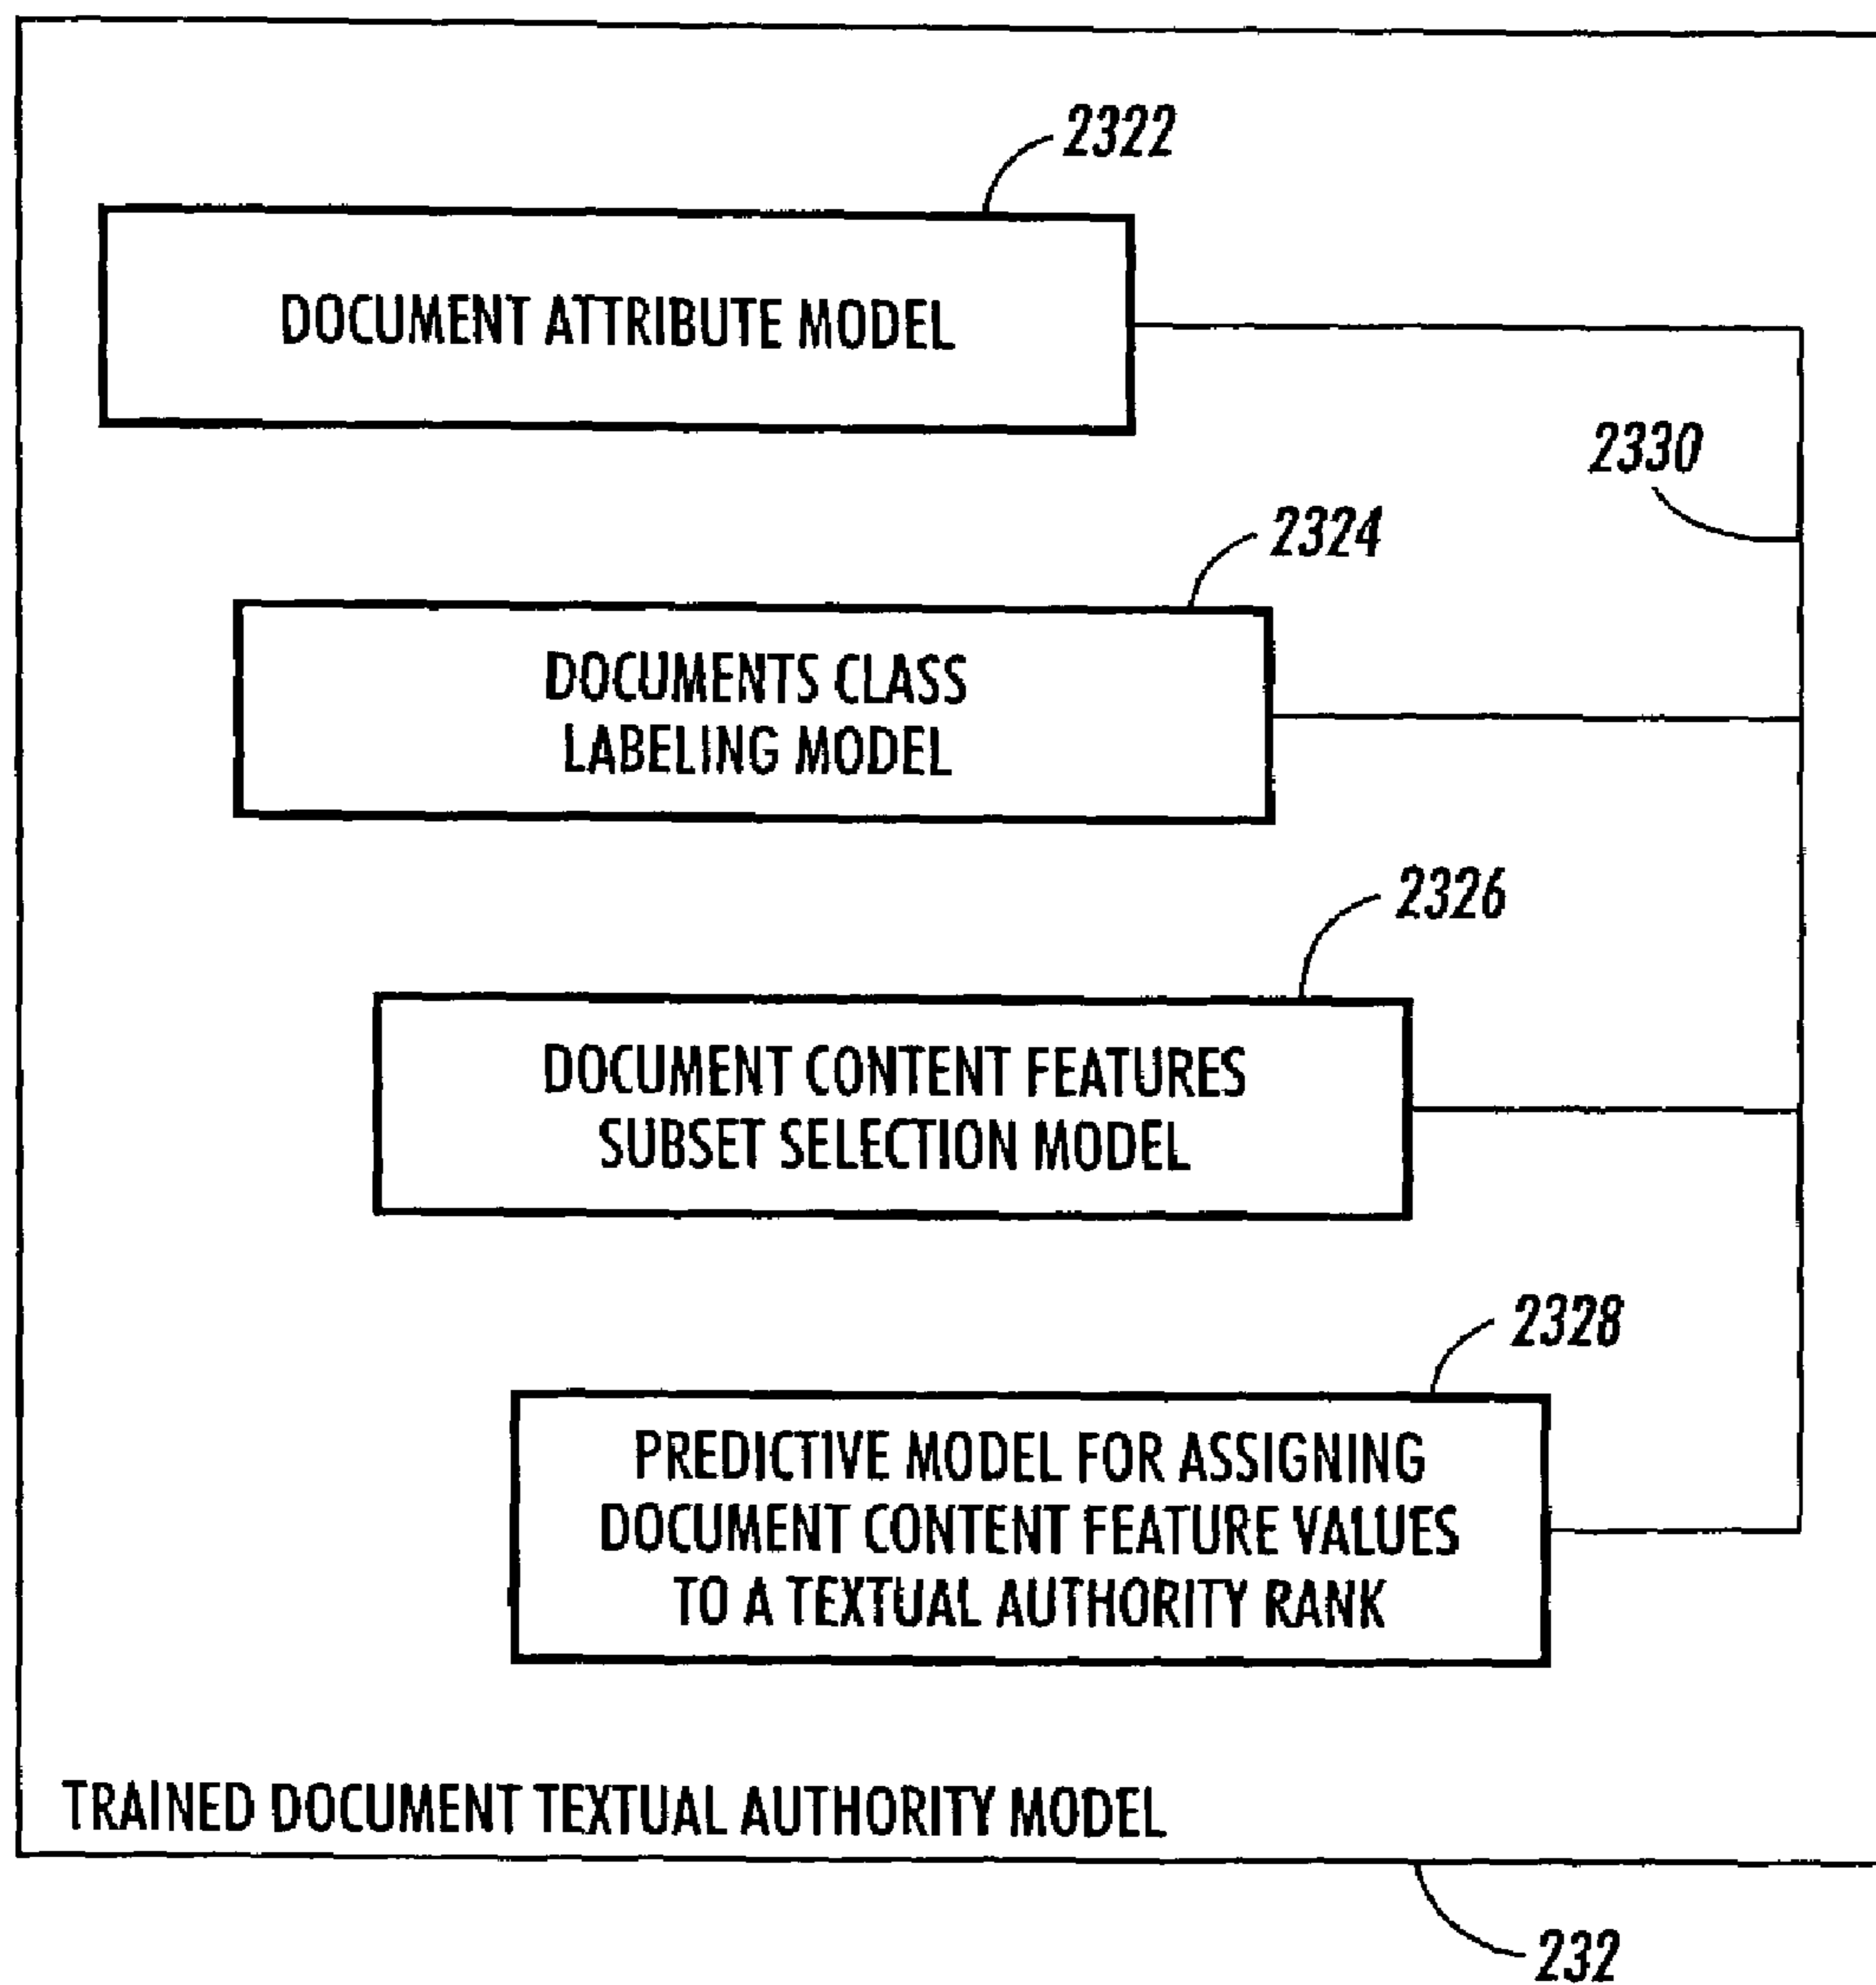 2322
DOCUMENT ATTRIBUTE MODEL
2330
2324
DOCUMENTS CLASS
LABELING MODEL
2326
DOCUMENT CONTENT FEATURES
SUBSET SELECTION MODEL
2328
PREDICTIVE MODEL FOR ASSIGNING
DOCUMENT CONTENT FEATURE VALUES
TO A TEXTUAL AUTHORITY RANK
TRAINED DOCUMENT TEXTUAL AUTHORITY MODEL
232